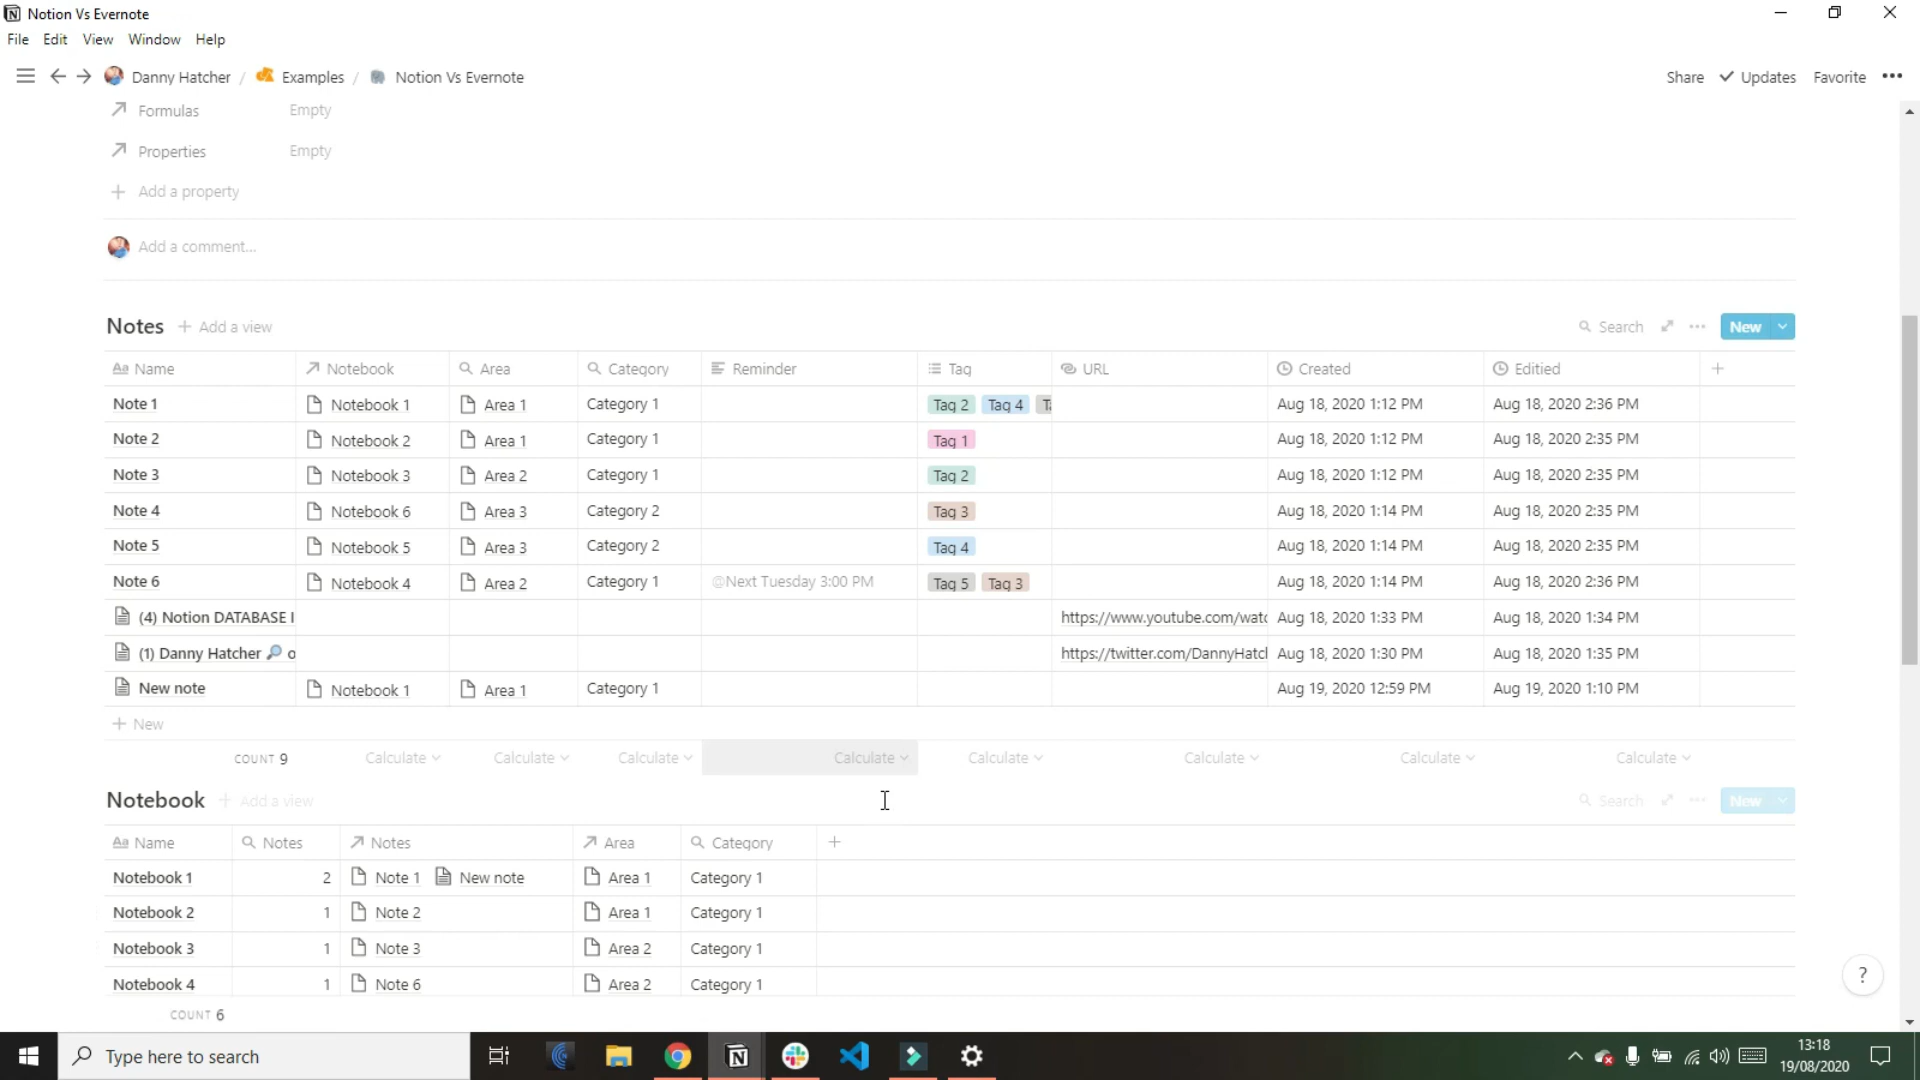 Notion Vs Evernote
File Edit View Window Help
Danny Hatcher / Examples / Notion Vs Evernote Share Updates Favorite
Formulas Empty
Properties Empty
Add a property
Add a comment...
Notes + Add a view Search New
Aa Name Notebook Area Category Reminder Tag URL Created Editied
Note 1 Notebook 1 Area 1 Category 1 Tag 2 Tag 4 Aug 18, 2020 1:12 PM Aug 18, 2020 2:36 PM
Note 2 Notebook 2 Area 1 Category 1 Tag 1 Aug 18, 2020 1:12 PM Aug 18, 2020 2:35 PM
Note 3 Notebook 3 Area 2 Category 1 Tag 2 Aug 18, 2020 1:12 PM Aug 18, 2020 2:35 PM
Note 4 Notebook 6 Area 3 Category 2 Tag 3 Aug 18, 2020 1:14 PM Aug 18, 2020 2:35 PM
Note 5 Notebook 5 Area 3 Category 2 Tag 4 Aug 18, 2020 1:14 PM Aug 18, 2020 2:35 PM
Note 6 Notebook 4 Area 2 Category 1 @Next Tuesday 3:00 PM Tag 5 Tag 3 Aug 18, 2020 1:14 PM Aug 18, 2020 2:36 PM
(4) Notion DATABASE https://www.youtube.com/watc Aug 18, 2020 1:33 PM Aug 18, 2020 1:34 PM
(1) Danny Hatcher 🔎 o https://twitter.com/DannyHatcl Aug 18, 2020 1:30 PM Aug 18, 2020 1:35 PM
New note Notebook 1 Area 1 Category 1 Aug 19, 2020 12:59 PM Aug 19, 2020 1:10 PM
+ New
COUNT 9 Calculate Calculate Calculate Calculate Calculate Calculate Calculate Calculate
Notebook + Add a view Search New
Aa Name Notes Notes Area Category
Notebook 1 2 Note 1 New note Area 1 Category 1
Notebook 2 1 Note 2 Area 1 Category 1
Notebook 3 1 Note 3 Area 2 Category 1
Notebook 4 1 Note 6 Area 2 Category 1
COUNT 6
?
Type here to search
13:18
19/08/2020